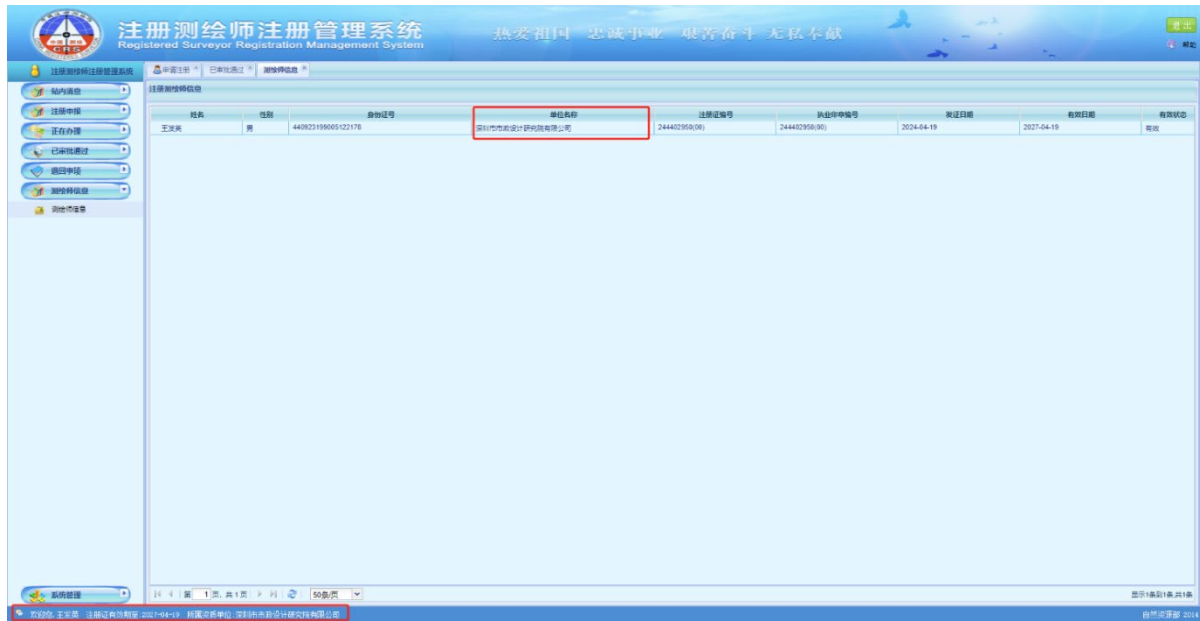 注册测绘师注册管理系统
Registered Surveyor Registration Management System
热爱祖国 忠诚事业 艰苦奋斗 无私奉献
退出
帮助
注册测绘师注册管理系统
申请注册 已审批通过 测绘师信息
站内消息
注册测绘师信息
注册申报
姓名 性别 身份证号 单位名称 注册证编号 执业印章编号 发证日期 有效日期 有效状态
正在办理
王发英 男 440923199005122178 深圳市市政设计研究院有限公司 244402950(00) 244402950(00) 2024-04-19 2027-04-19 有效
已审批通过
退回申项
测绘师信息
测绘师信息
系统管理
第 1 页, 共 1 页 50条/页
显示1条到1条,共1条
欢迎您, 王发英 注册证有效期至:2027-04-19 所属资质单位:深圳市市政设计研究院有限公司
自然资源部 2014